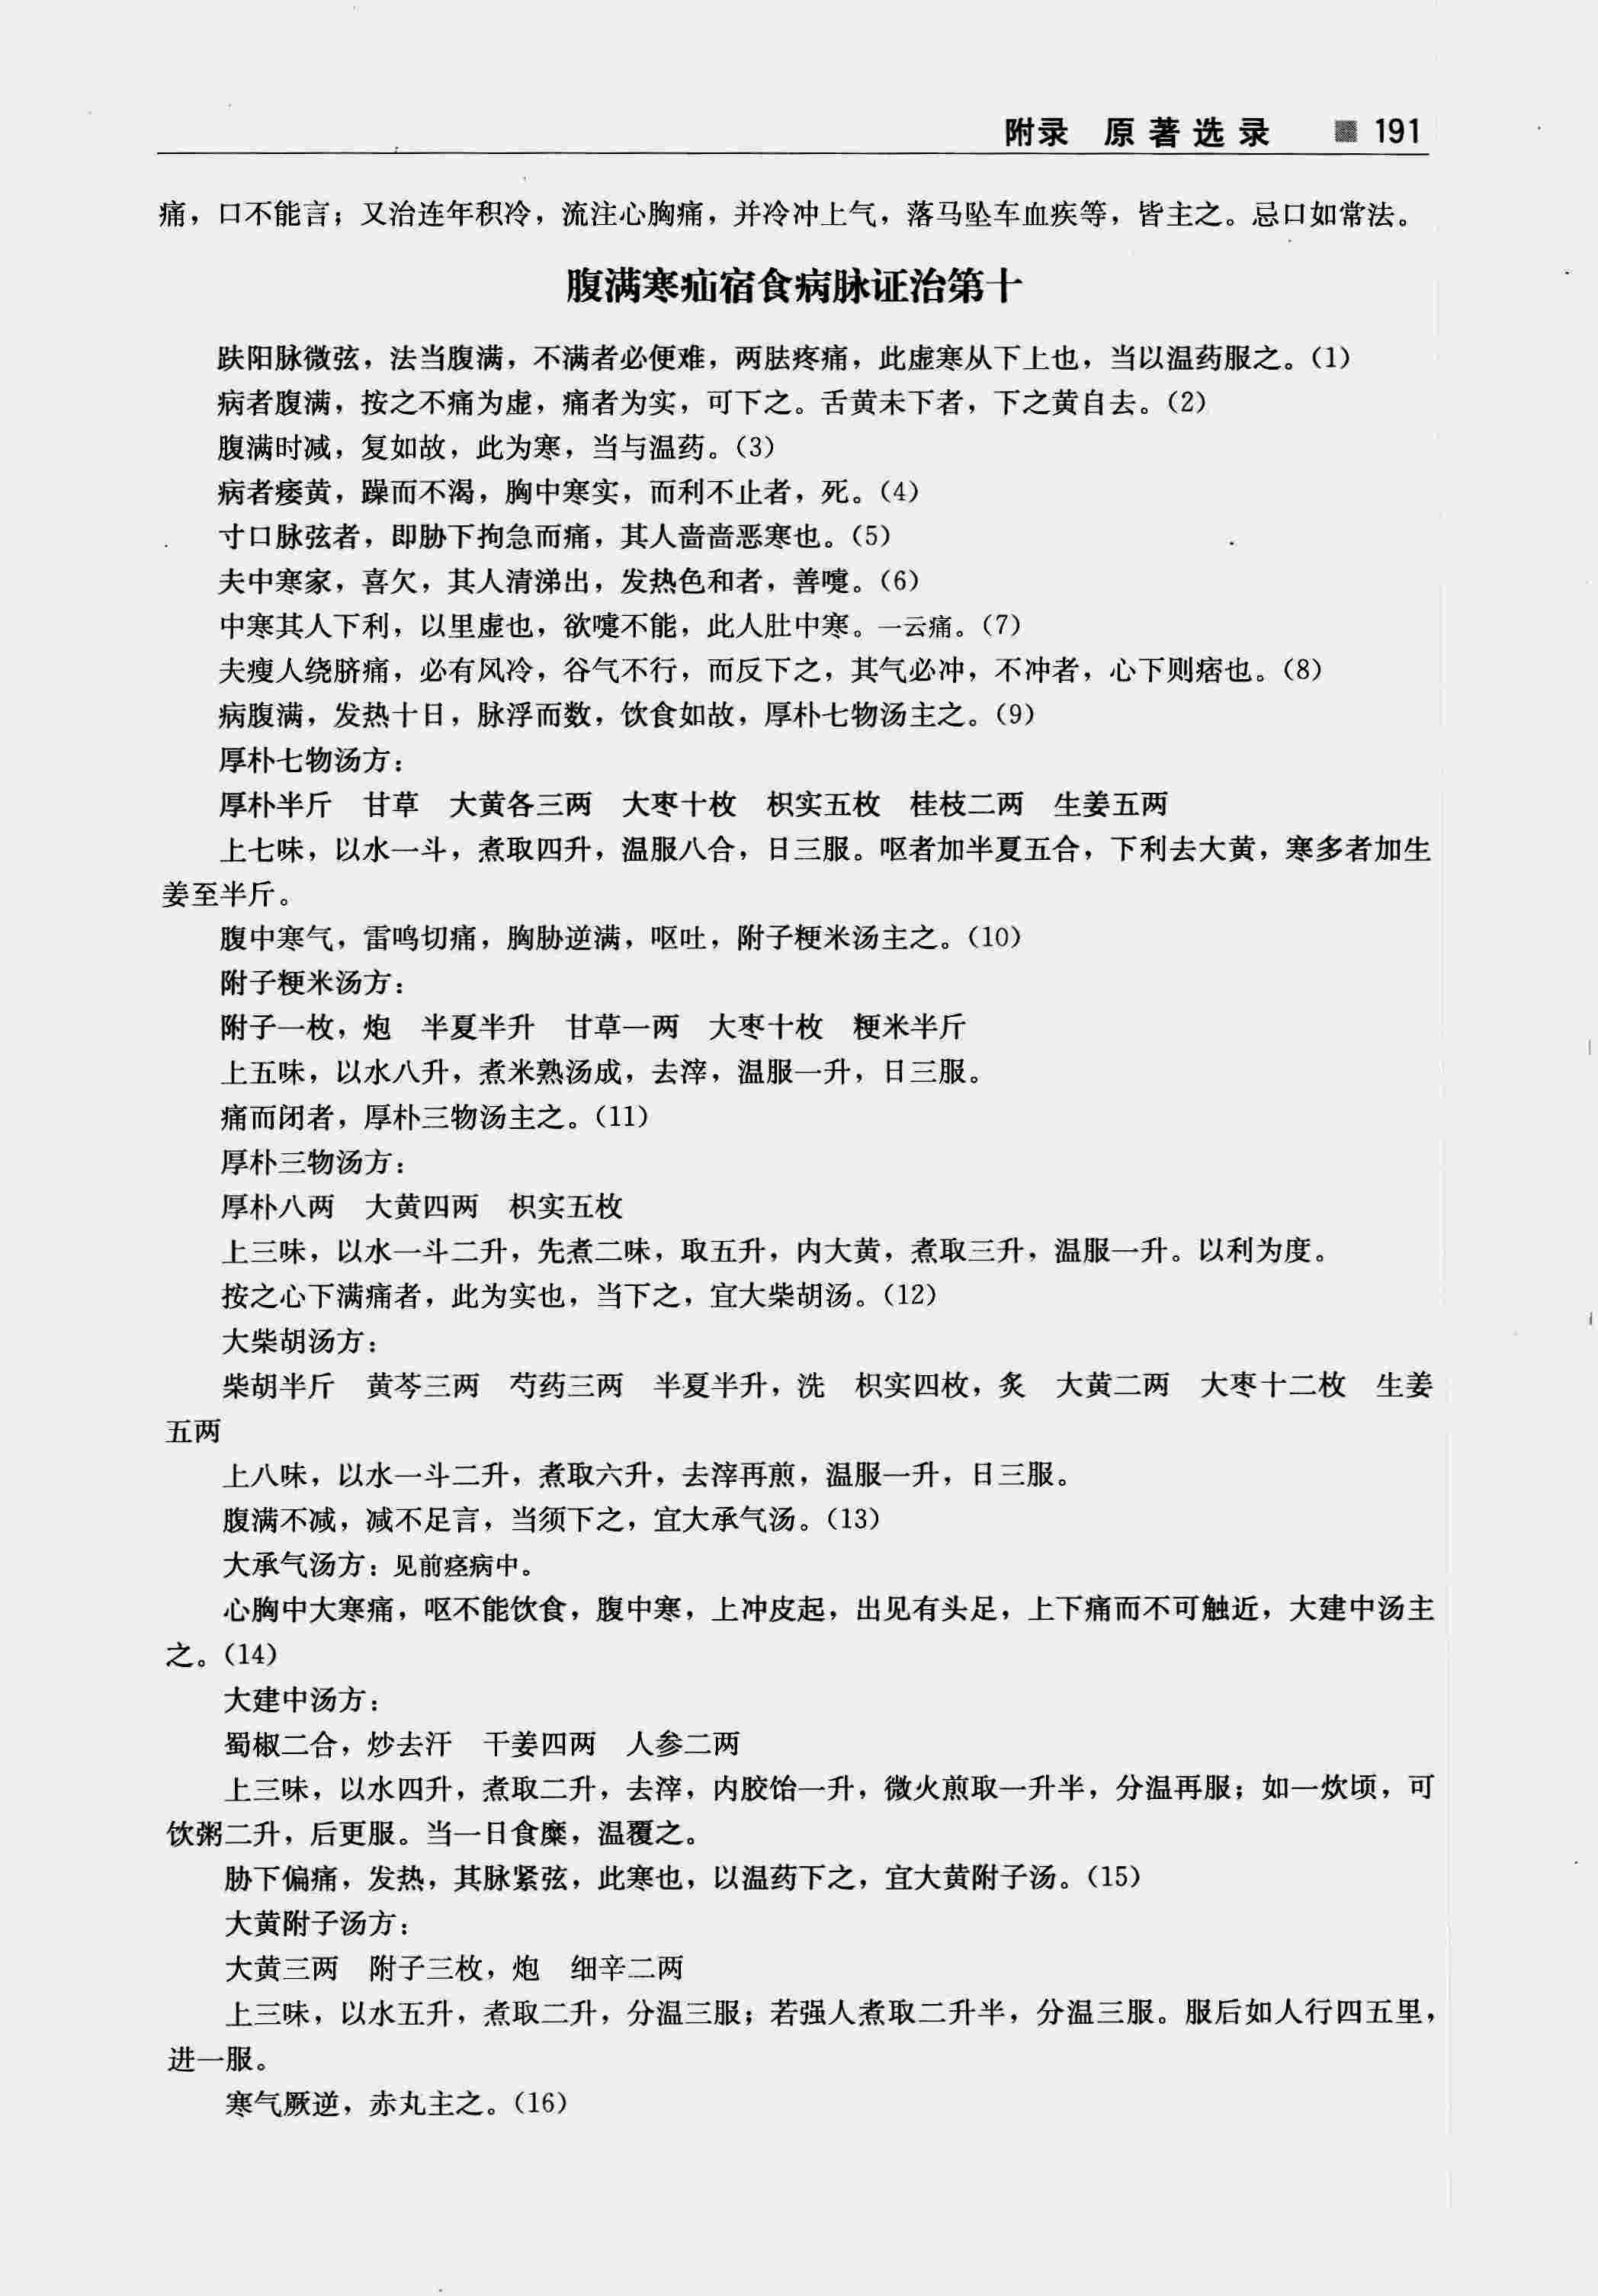 附录 原著选录 191
痛，口不能言；又治连年积冷，流注心胸痛，并冷冲上气，落马坠车血疾等，皆主之。忌口如常法。
腹满寒疝宿食病脉证治第十
趺阳脉微弦，法当腹满，不满者必便难，两胠疼痛，此虚寒从下上也，当以温药服之。(1)
病者腹满，按之不痛为虚，痛者为实，可下之。舌黄未下者，下之黄自去。(2)
腹满时减，复如故，此为寒，当与温药。(3)
病者痿黄，躁而不渴，胸中寒实，而利不止者，死。(4)
寸口脉弦者，即胁下拘急而痛，其人啬啬恶寒也。(5)
夫中寒家，喜欠，其人清涕出，发热色和者，善嚏。(6)
中寒其人下利，以里虚也，欲嚏不能，此人肚中寒。一云痛。(7)
夫瘦人绕脐痛，必有风冷，谷气不行，而反下之，其气必冲，不冲者，心下则痞也。(8)
病腹满，发热十日，脉浮而数，饮食如故，厚朴七物汤主之。(9)
厚朴七物汤方：
厚朴半斤 甘草 大黄各三两 大枣十枚 枳实五枚 桂枝二两 生姜五两
上七味，以水一斗，煮取四升，温服八合，日三服。呕者加半夏五合，下利去大黄，寒多者加生
姜至半斤。
腹中寒气，雷鸣切痛，胸胁逆满，呕吐，附子粳米汤主之。(10)
附子粳米汤方：
附子一枚，炮 半夏半升 甘草一两 大枣十枚 粳米半斤
上五味，以水八升，煮米熟汤成，去滓，温服一升，日三服。
痛而闭者，厚朴三物汤主之。(11)
厚朴三物汤方：
厚朴八两 大黄四两 枳实五枚
上三味，以水一斗二升，先煮二味，取五升，内大黄，煮取三升，温服一升。以利为度。
按之心下满痛者，此为实也，当下之，宜大柴胡汤。(12)
大柴胡汤方：
柴胡半斤 黄芩三两 芍药三两 半夏半升，洗 枳实四枚，炙 大黄二两 大枣十二枚 生姜
五两
上八味，以水一斗二升，煮取六升，去滓再煎，温服一升，日三服。
腹满不减，减不足言，当须下之，宜大承气汤。(13)
大承气汤方：见前痉病中。
心胸中大寒痛，呕不能饮食，腹中寒，上冲皮起，出见有头足，上下痛而不可触近，大建中汤主
之。(14)
大建中汤方：
蜀椒二合，炒去汗 干姜四两 人参二两
上三味，以水四升，煮取二升，去滓，内胶饴一升，微火煎取一升半，分温再服；如一炊顷，可
饮粥二升，后更服。当一日食糜，温覆之。
胁下偏痛，发热，其脉紧弦，此寒也，以温药下之，宜大黄附子汤。(15)
大黄附子汤方：
大黄三两 附子三枚，炮 细辛二两
上三味，以水五升，煮取二升，分温三服；若强人煮取二升半，分温三服。服后如人行四五里，
进一服。
寒气厥逆，赤丸主之。(16)